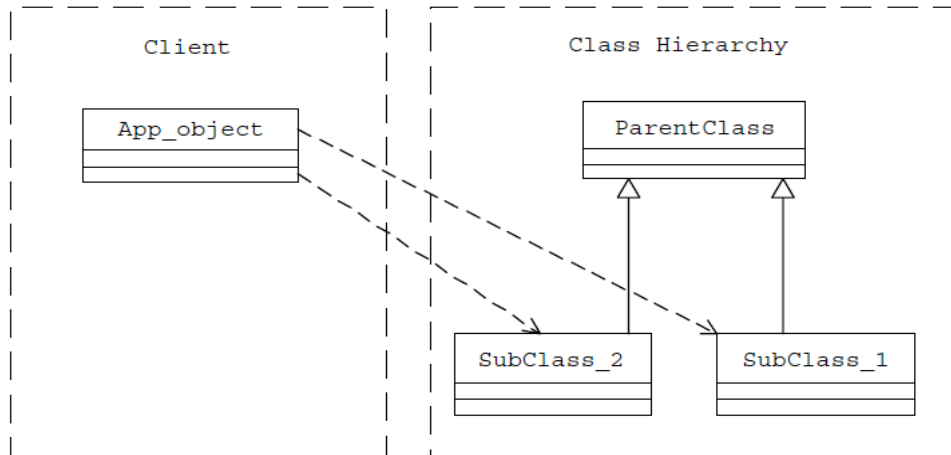 Client
Class Hierarchy
App_object
ParentClass
SubClass_2
SubClass_1